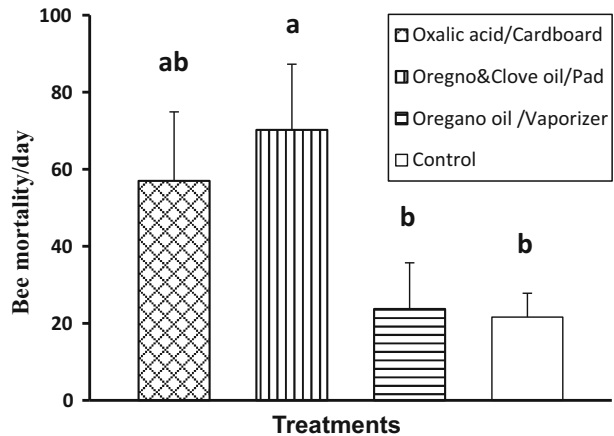 100
80
60
40
20
0
Bee mortality/day
ab
a
b
b
Oxalic acid/Cardboard
Oregno&Clove oil/Pad
Oregano oil /Vaporizer
Control
Treatments